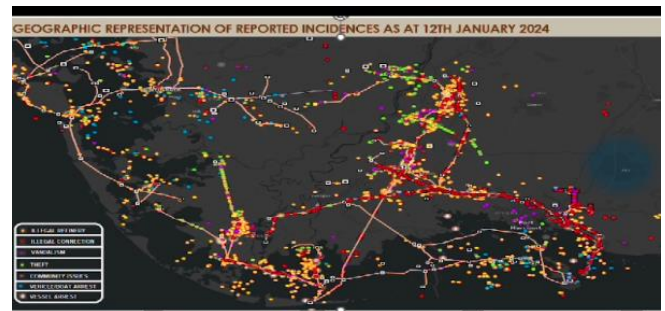 GEOGRAPHIC REPRESENTATION OF REPORTED INCIDENCES AS AT 12TH JANUARY 2024
ILLEGAL REFINERY
ILLEGAL CONNECTION
VANDALISM
THEFT
COMMUNITY ISSUES
VEHICLE/BOAT ARREST
VESSEL ARREST